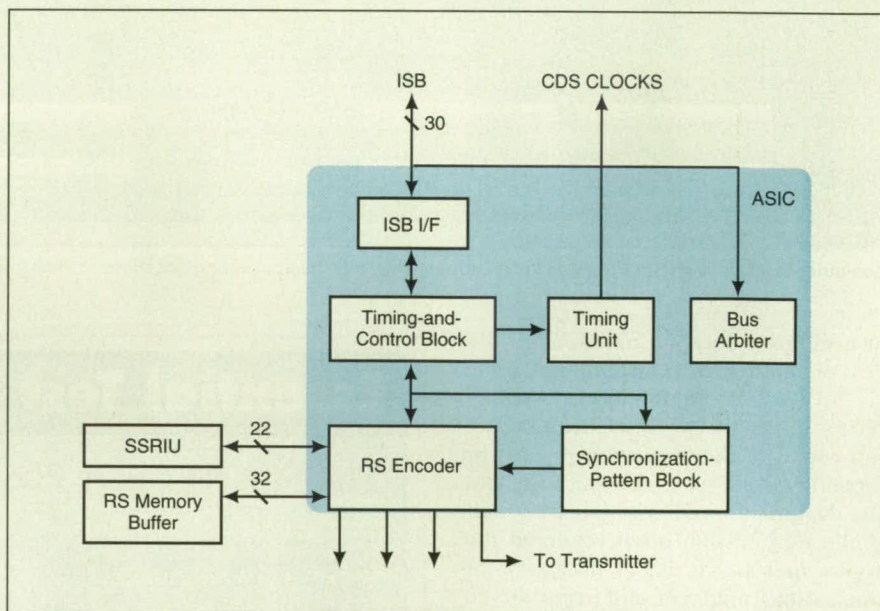 ISB
CDS CLOCKS
30
ASIC
ISB I/F
Timing-and-
Control Block
Timing
Unit
Bus
Arbiter
SSRIU
22
RS Encoder
Synchronization-
Pattern Block
RS Memory
Buffer
32
To Transmitter